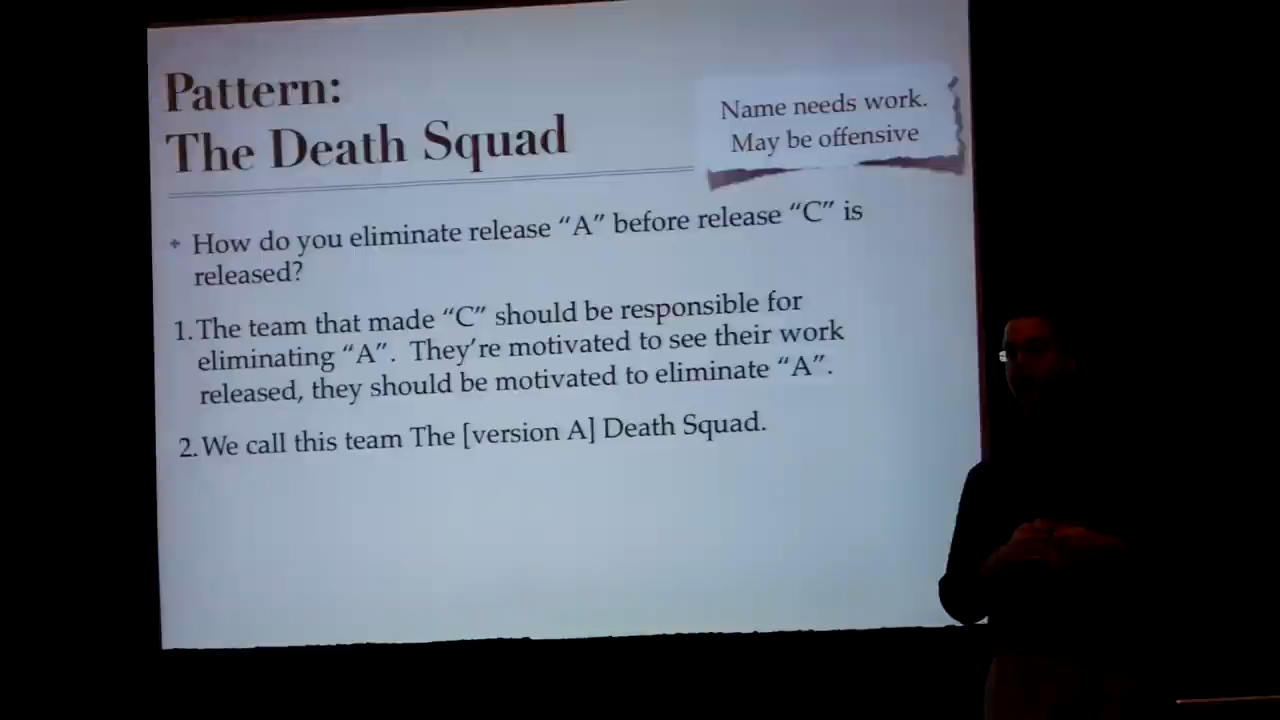 Pattern:
The Death Squad
Name needs work.
May be offensive
How do you eliminate release “A” before release “C” is
released?
1. The team that made “C” should be responsible for
eliminating “A”. They’re motivated to see their work
released, they should be motivated to eliminate “A”.
2. We call this team The [version A] Death Squad.